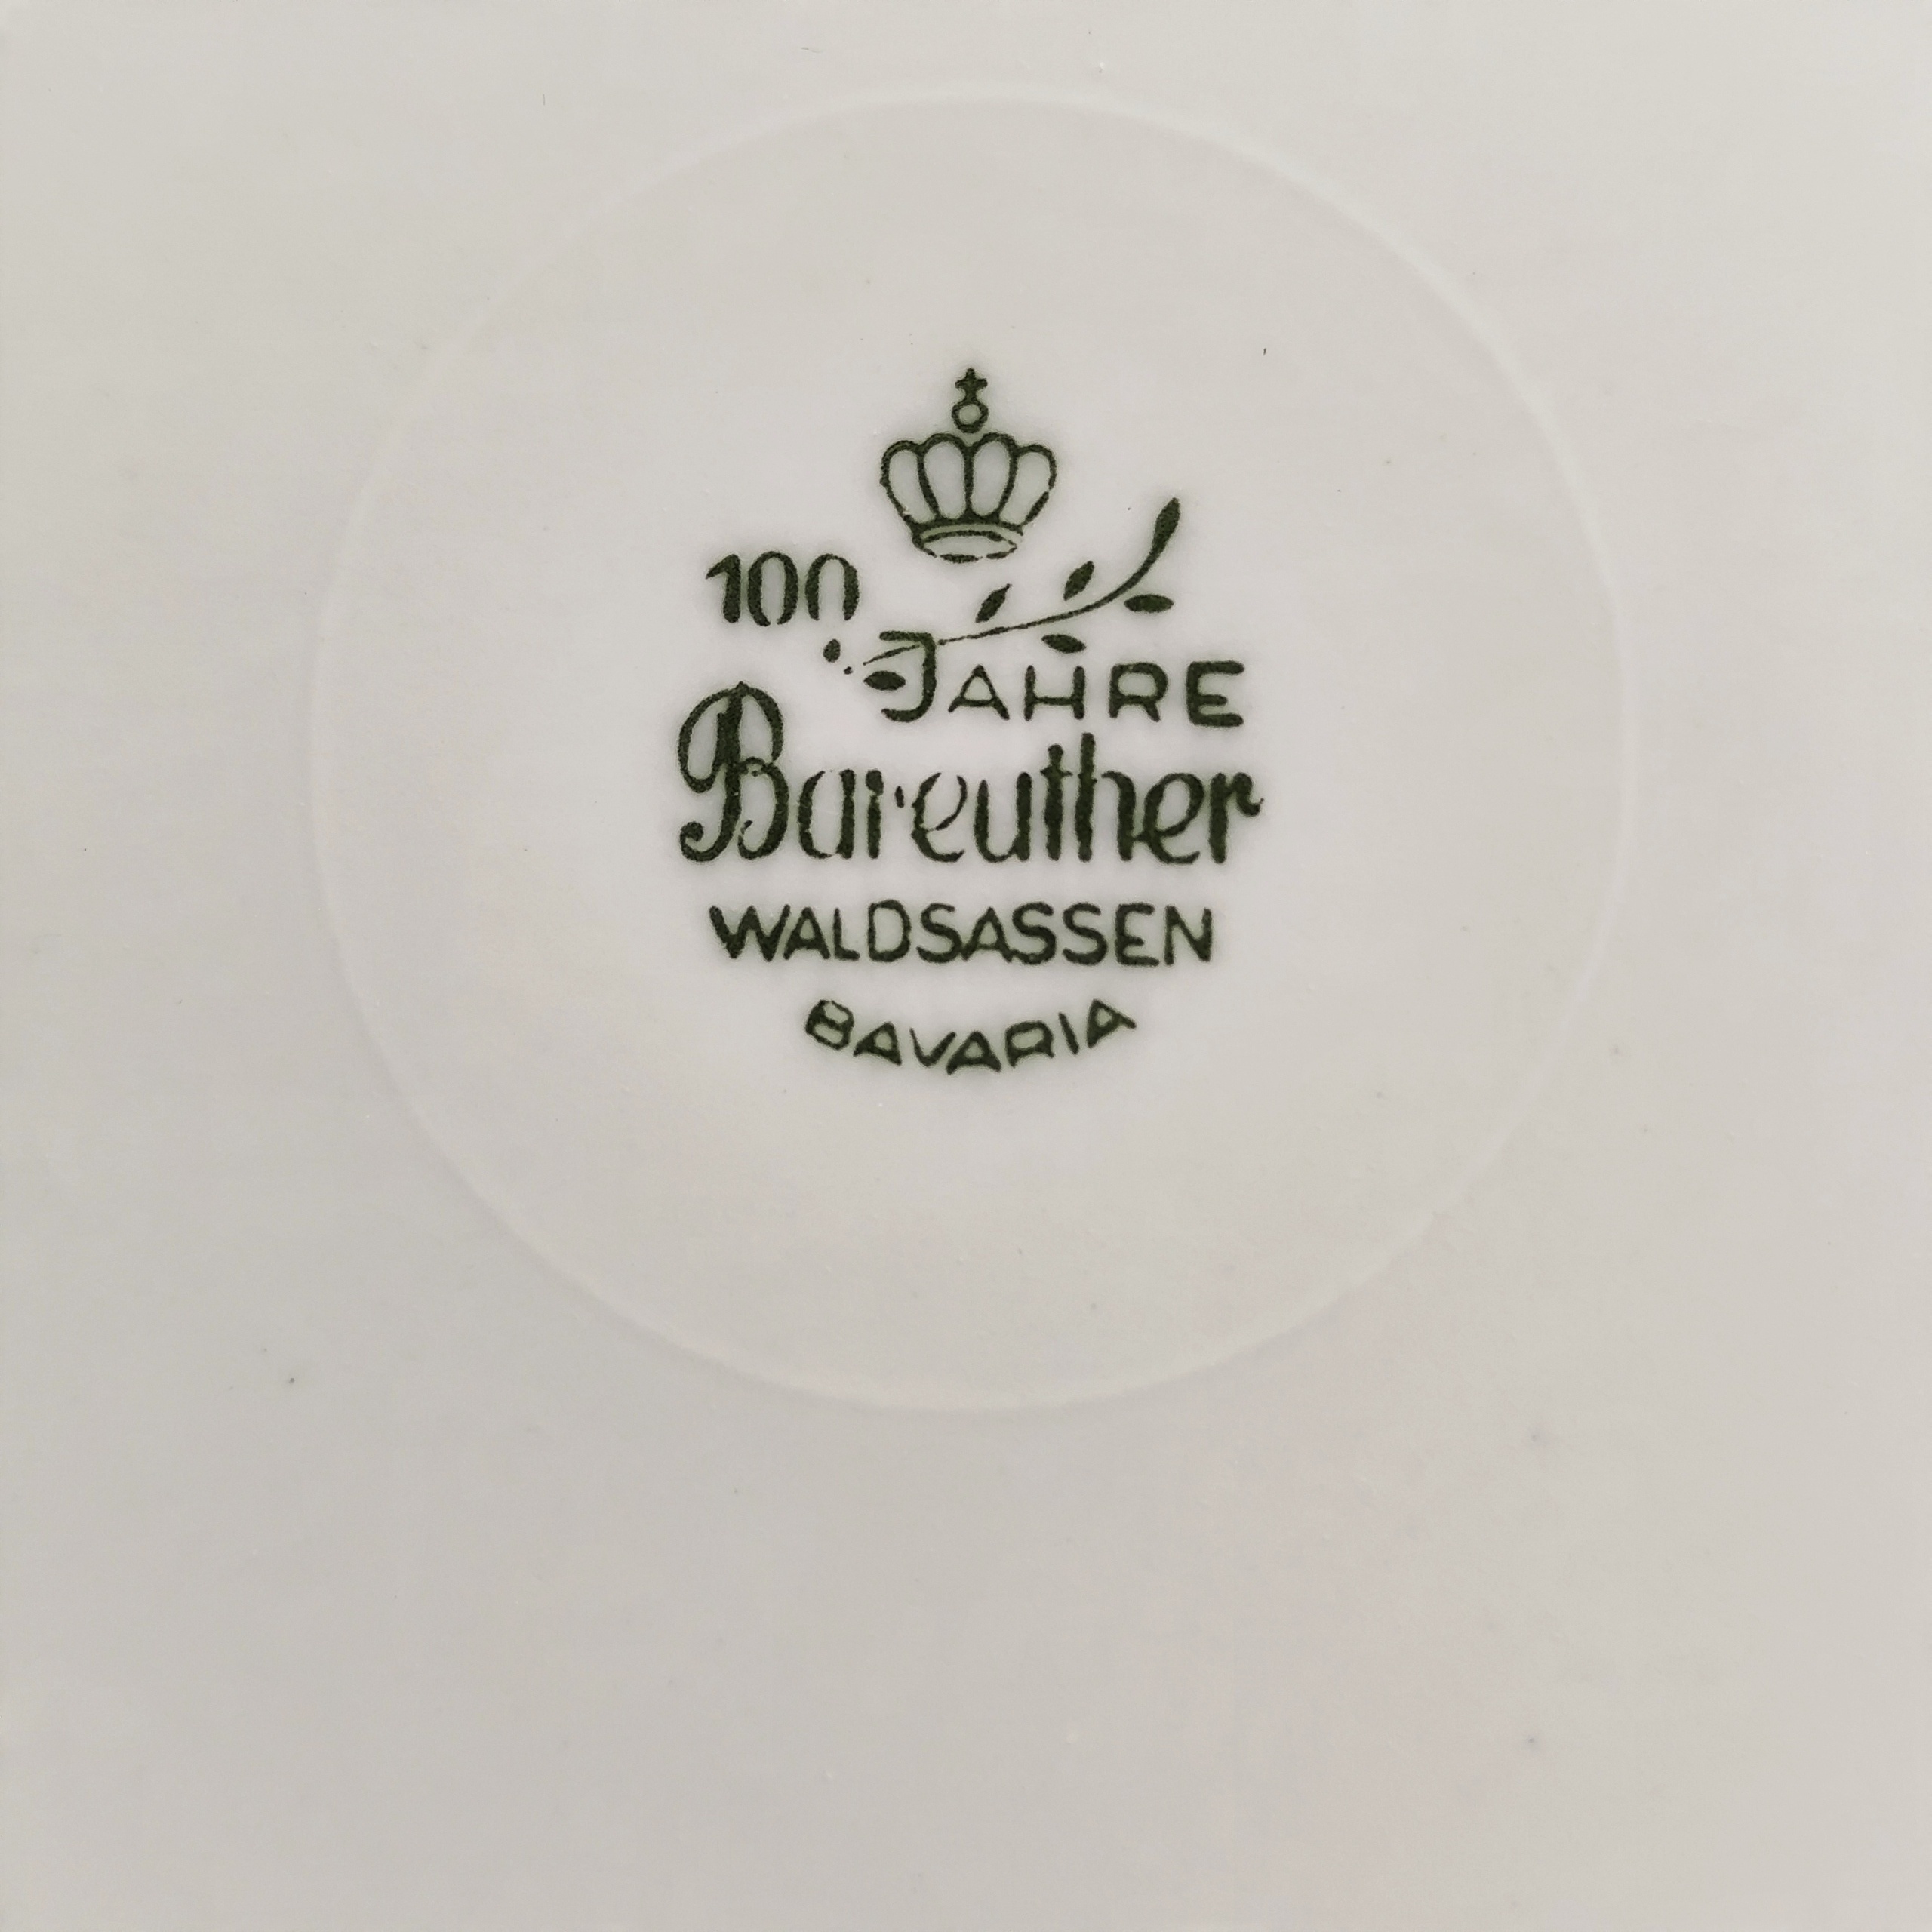 100
JAHRE
Bareuther
WALDSASSEN
BAVARIA